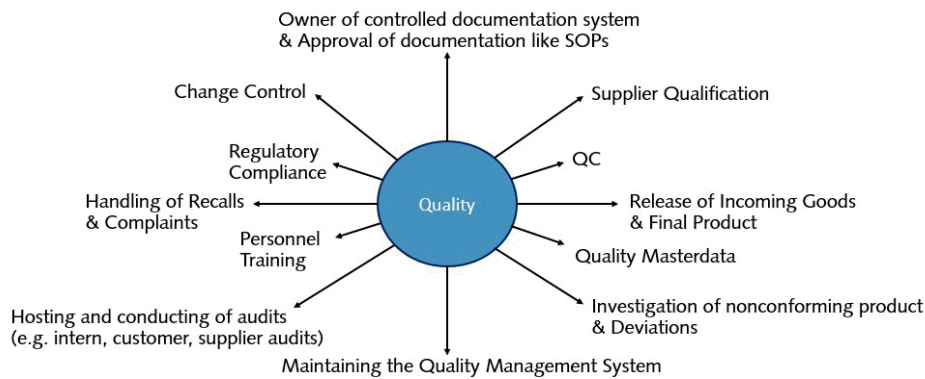 Owner of controlled documentation system
& Approval of documentation like SOPs
Change Control
Supplier Qualification
Regulatory
Compliance
QC
Handling of Recalls
& Complaints
Quality
Release of Incoming Goods
& Final Product
Personnel
Training
Quality Masterdata
Hosting and conducting of audits
(e.g. intern, customer, supplier audits)
Investigation of nonconforming product
& Deviations
Maintaining the Quality Management System